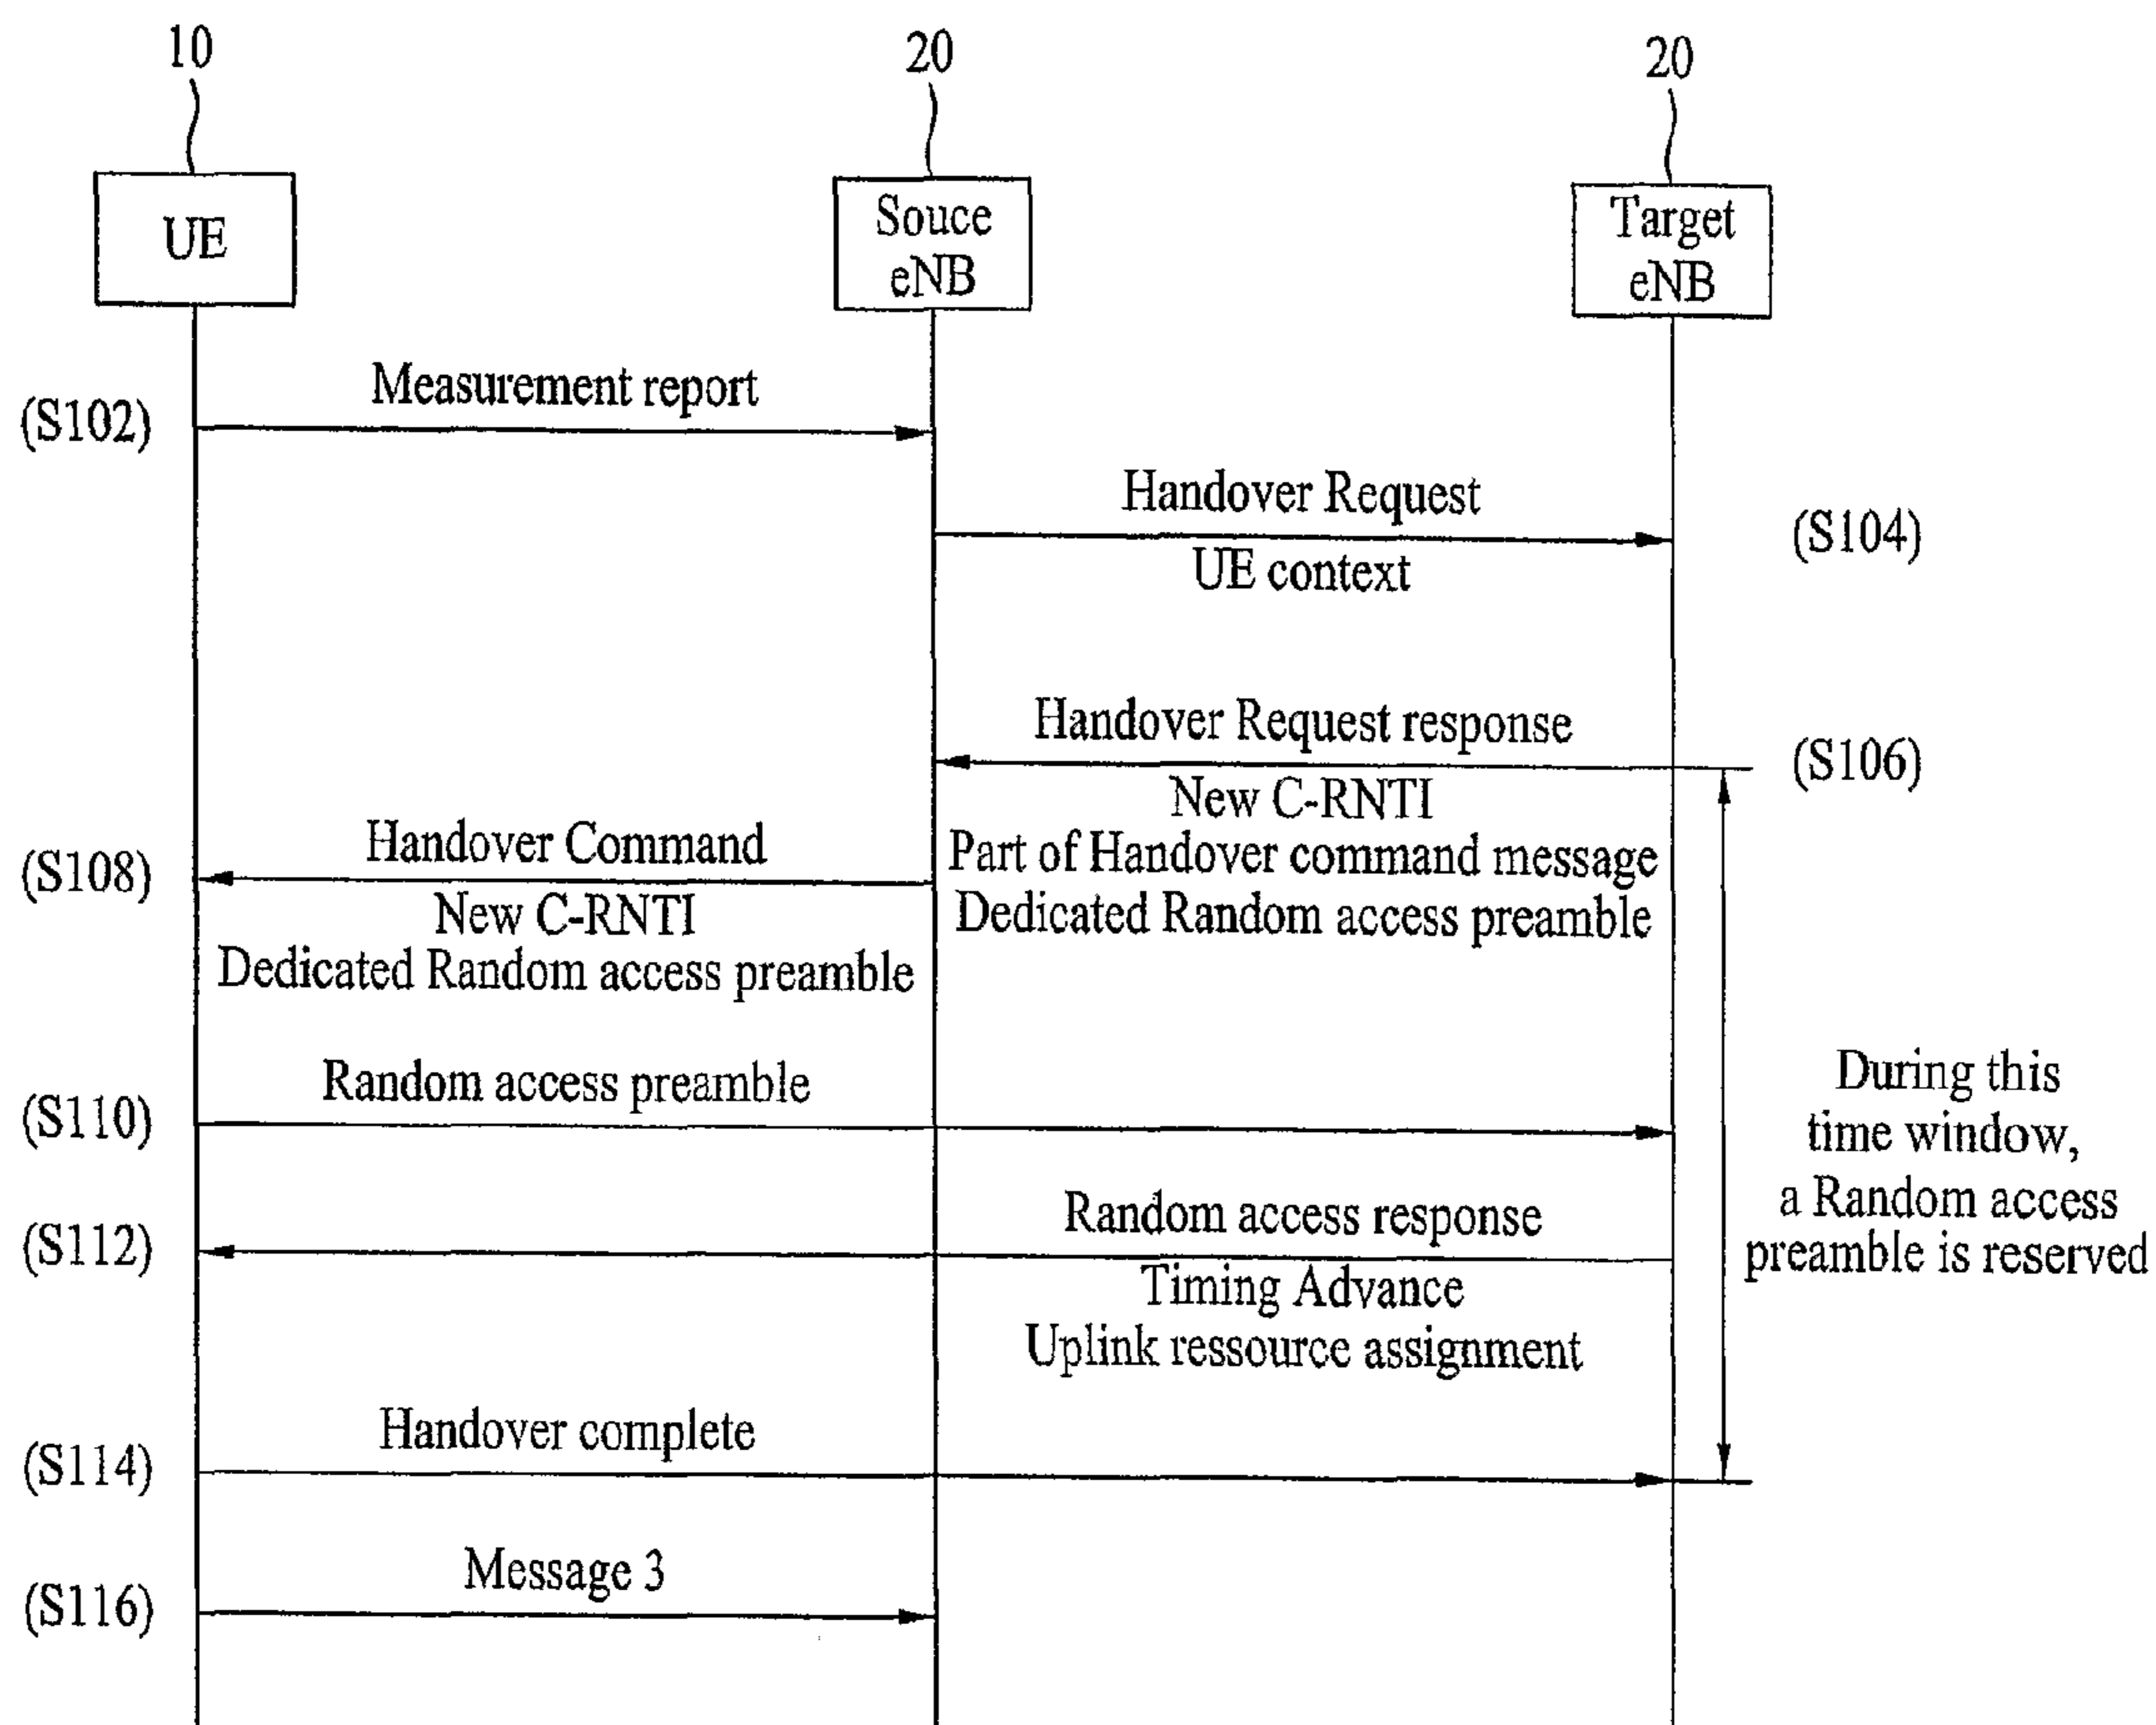 10
20
20
UE
Souce
eNB
Target
eNB
Measurement report
(S102)
Handover Request
(S104)
UE context
Handover Request response
(S106)
New C-RNTI
Part of Handover command message
Dedicated Random access preamble
Handover Command
(S108)
New C-RNTI
Dedicated Random access preamble
Random access preamble
(S110)
During this
time window,
a Random access
preamble is reserved
Random access response
(S112)
Timing Advance
Uplink ressource assignment
Handover complete
(S114)
Message 3
(S116)